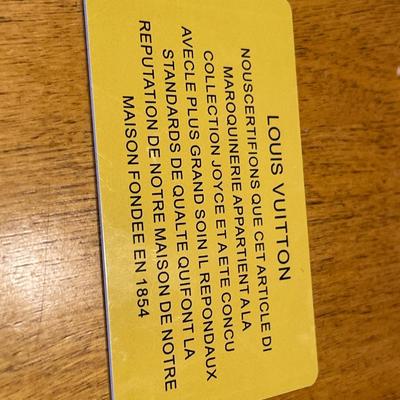 LOUIS VUITTON
NOUSCERTIFIONS QUE CET ARTICLE DI
MAROQUINERIE APPARTIENT A LA
COLLECTION JOYCE ET A ETE CONCU
AVECLE PLUS GRAND SOIN IL REPONDAUX
STANDARDS DE QUALTE QUIFONT LA
REPUTATION DE NOTRE MAISON DE NOTRE
MAISON FONDEE EN 1854